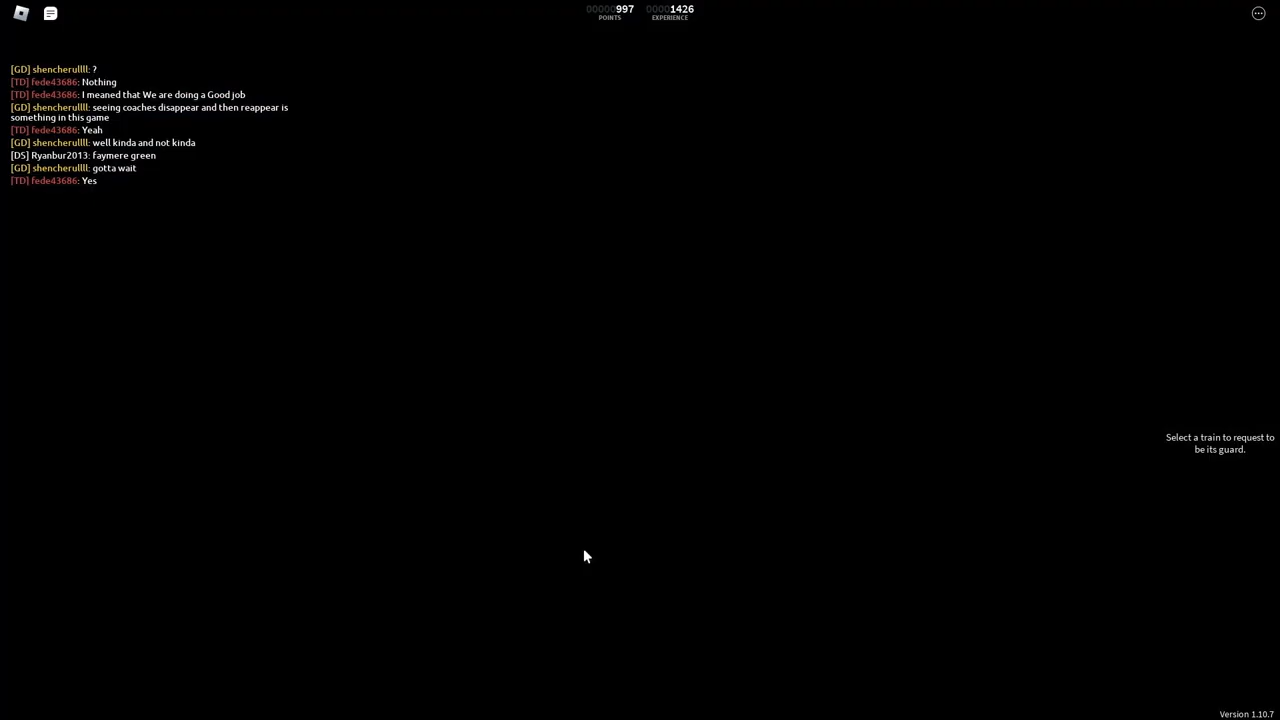 00000997
POINTS
00001426
EXPERIENCE
[GD] shencherullll: ?
[TD] fede43686: Nothing
[TD] fede43686: I meaned that We are doing a Good job
[GD] shencherullll: seeing coaches disappear and then reappear is
something in this game
[TD] fede43686: Yeah
[GD] shencherullll: well kinda and not kinda
[DS] Ryanbur2013: faymere green
[GD] shencherullll: gotta wait
[TD] fede43686: Yes
Select a train to request to
be its guard.
Version 1.10.7